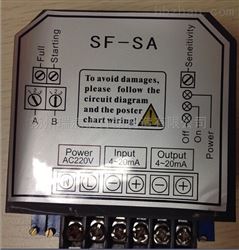 Full
Starting
SF-SA
Sensitivity
To avoid damages,
please follow the
circuit diagram
and the poster
chart wiring!
A B
Off
On
Power
Power
AC220V
Input
4~20mA
Output
4~20mA
N L